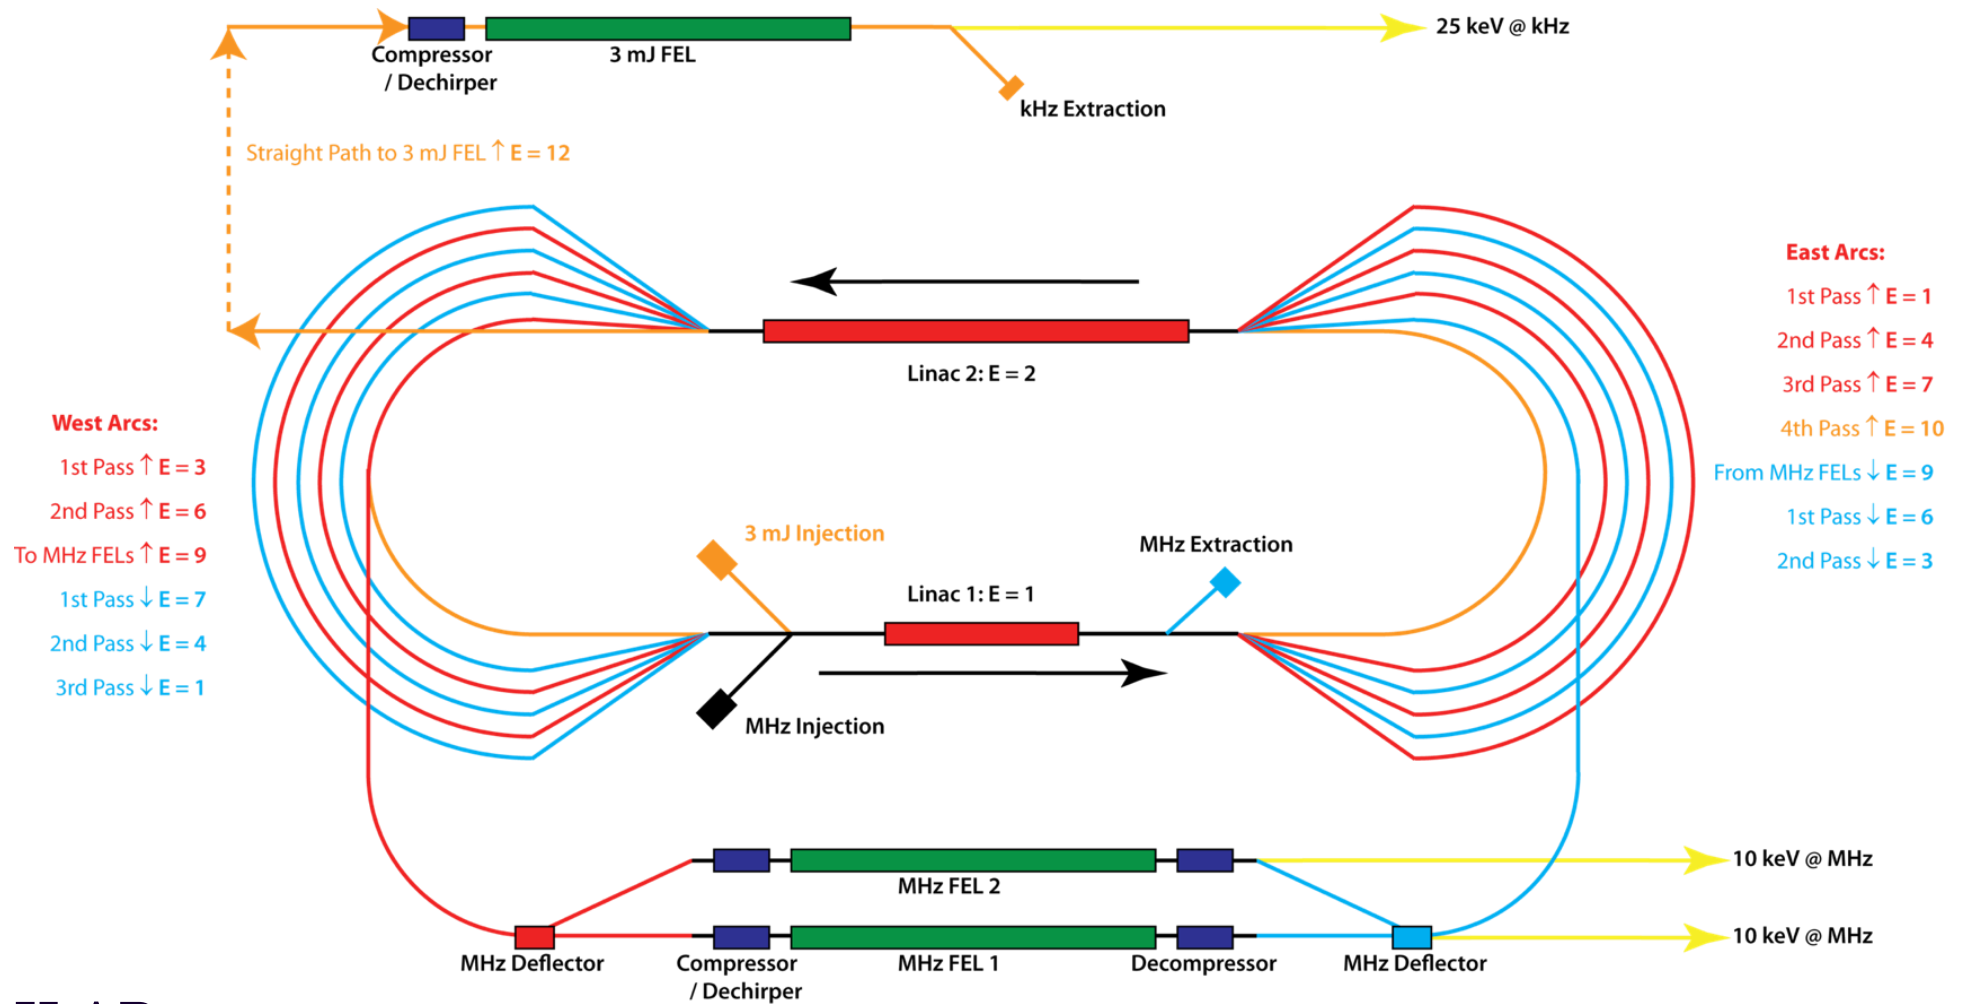 25 keV @ kHz
Compressor
/ Dechirper
3 mJ FEL
kHz Extraction
Straight Path to 3 mJ FEL ↑ E = 12
East Arcs:
1st Pass ↑ E = 1
2nd Pass ↑ E = 4
3rd Pass ↑ E = 7
4th Pass ↑ E = 10
From MHz FELs ↓ E = 9
1st Pass ↓ E = 6
2nd Pass ↓ E = 3
Linac 2: E = 2
West Arcs:
1st Pass ↑ E = 3
2nd Pass ↑ E = 6
To MHz FELs ↑ E = 9
1st Pass ↓ E = 7
2nd Pass ↓ E = 4
3rd Pass ↓ E = 1
3 mJ Injection
MHz Extraction
Linac 1: E = 1
MHz Injection
10 keV @ MHz
MHz FEL 2
10 keV @ MHz
MHz Deflector
Compressor
/ Dechirper
MHz FEL 1
Decompressor
MHz Deflector